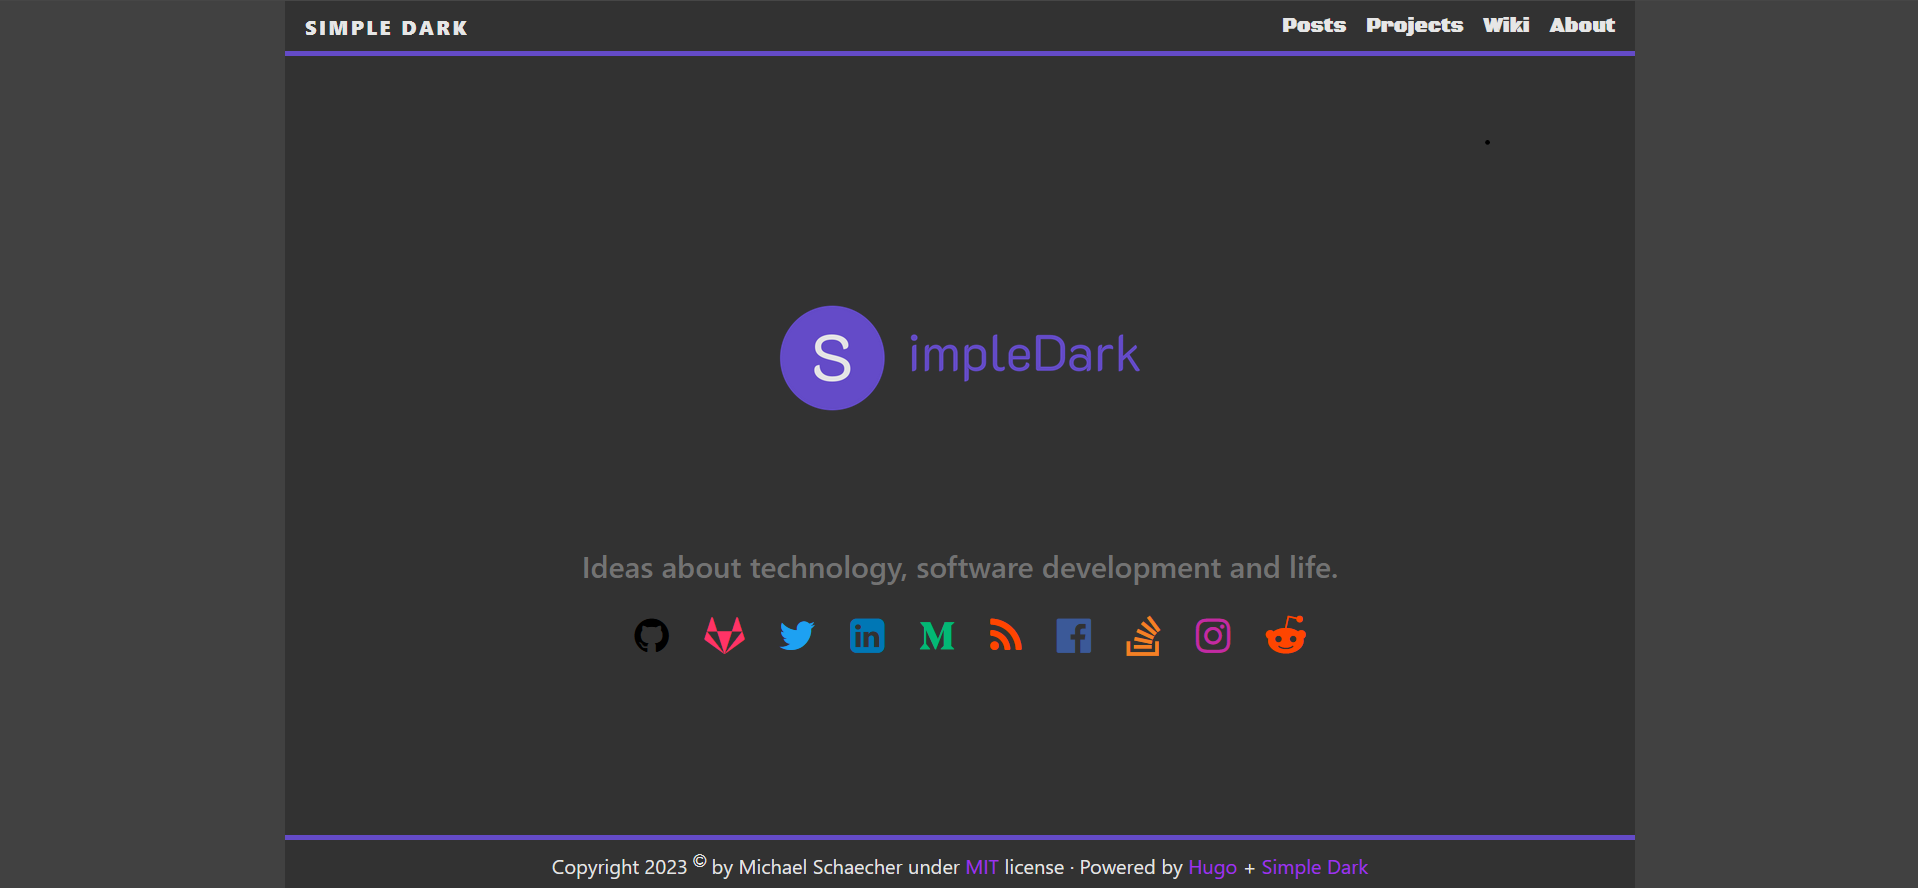 SIMPLE DARK
Posts Projects Wiki About
S impleDark
Ideas about technology, software development and life.
in M f
Copyright 2023 © by Michael Schaecher under MIT license · Powered by Hugo + Simple Dark